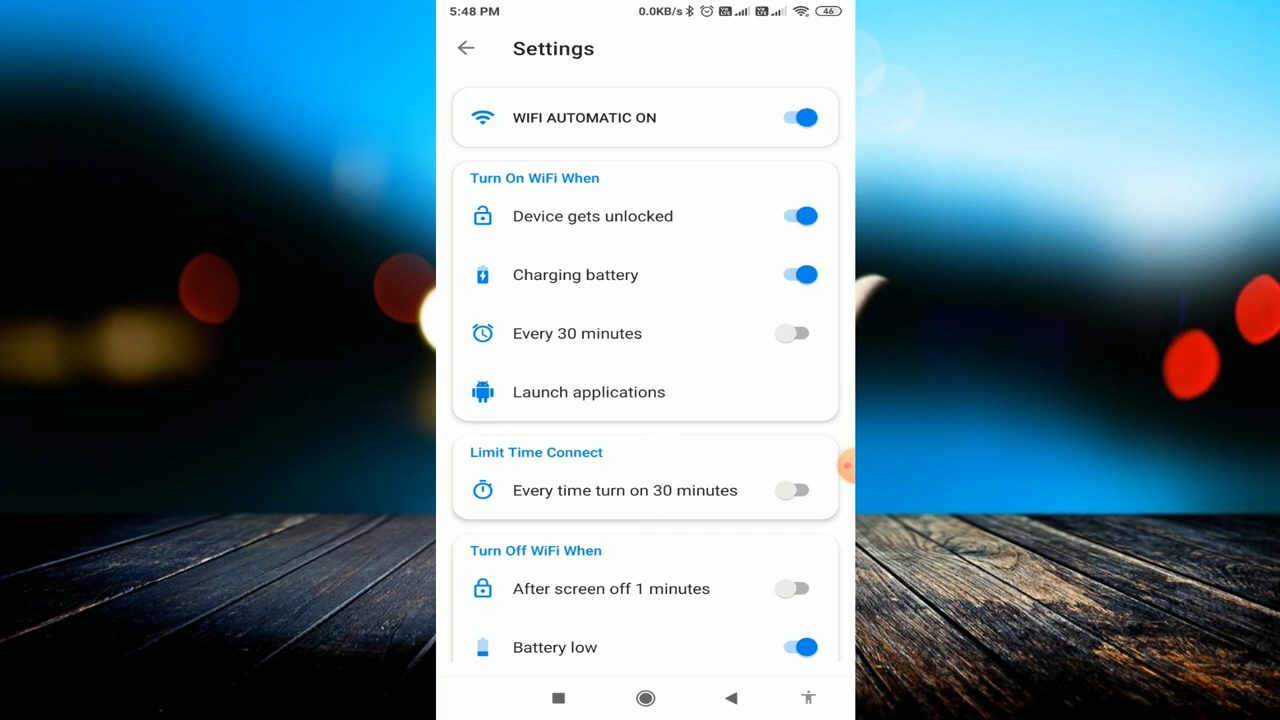 5:48 PM 0.0KB/s 46
Settings
WIFI AUTOMATIC ON
Turn On WiFi When
Device gets unlocked
Charging battery
Every 30 minutes
Launch applications
Limit Time Connect
Every time turn on 30 minutes
Turn Off WiFi When
After screen off 1 minutes
Battery low